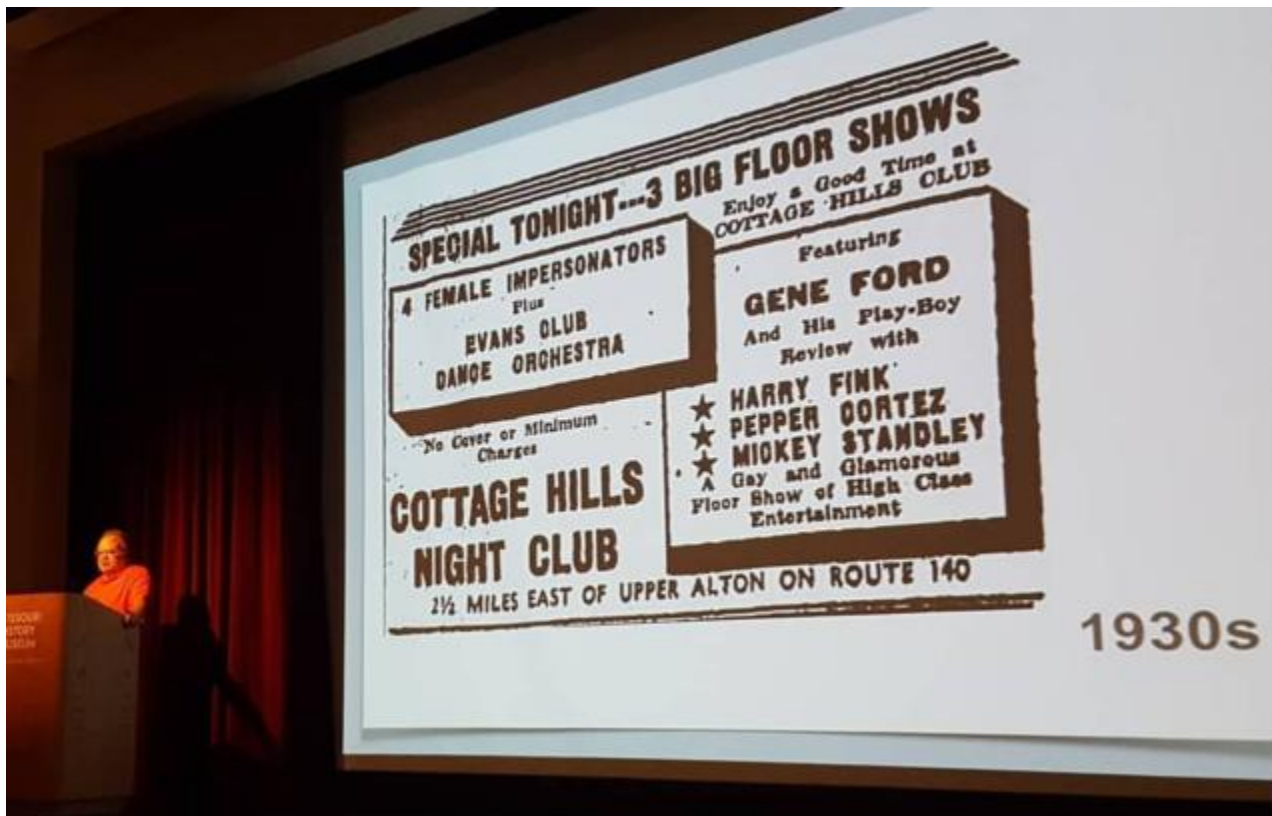 SPECIAL TONIGHT---3 BIG FLOOR SHOWS
Enjoy a Good Time at
COTTAGE HILLS CLUB
4 FEMALE IMPERSONATORS
Plus
EVANS CLUB
DANCE ORCHESTRA
Featuring
GENE FORD
And His Play-Boy
Review with
★ HARRY FINK
★ PEPPER CORTEZ
★ MICKEY STANDLEY
A Gay and Glamorous
Floor Show of High Class
Entertainment
No Cover or Minimum
Charges
COTTAGE HILLS
NIGHT CLUB
2½ MILES EAST OF UPPER ALTON ON ROUTE 140
1930s